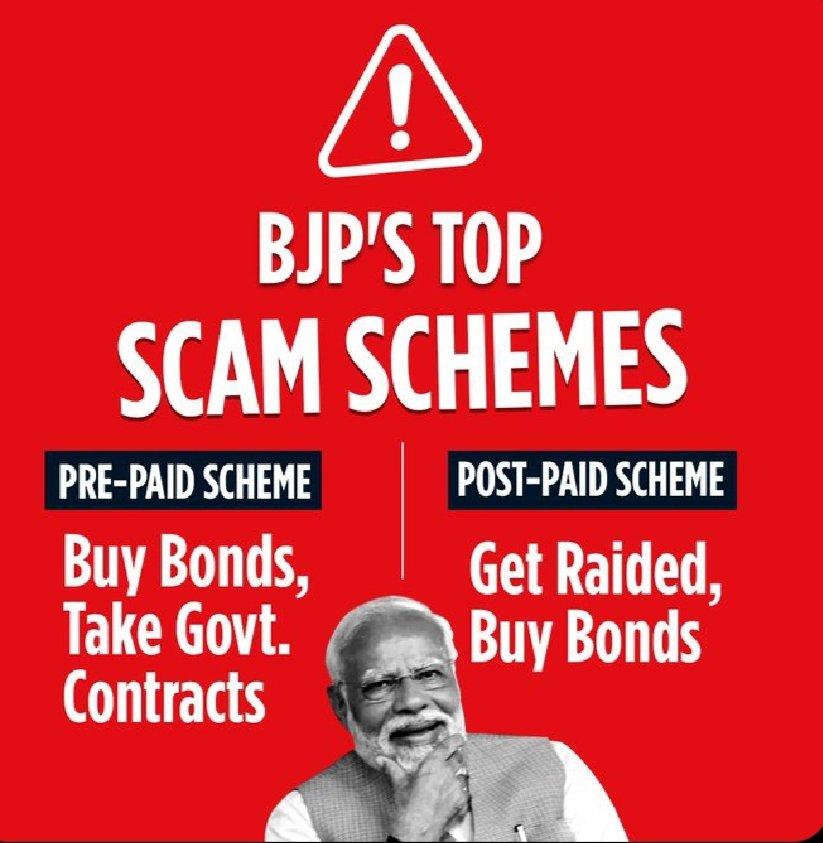 BJP'S TOP
SCAM SCHEMES
PRE-PAID SCHEME
Buy Bonds,
Take Govt.
Contracts
POST-PAID SCHEME
Get Raided,
Buy Bonds